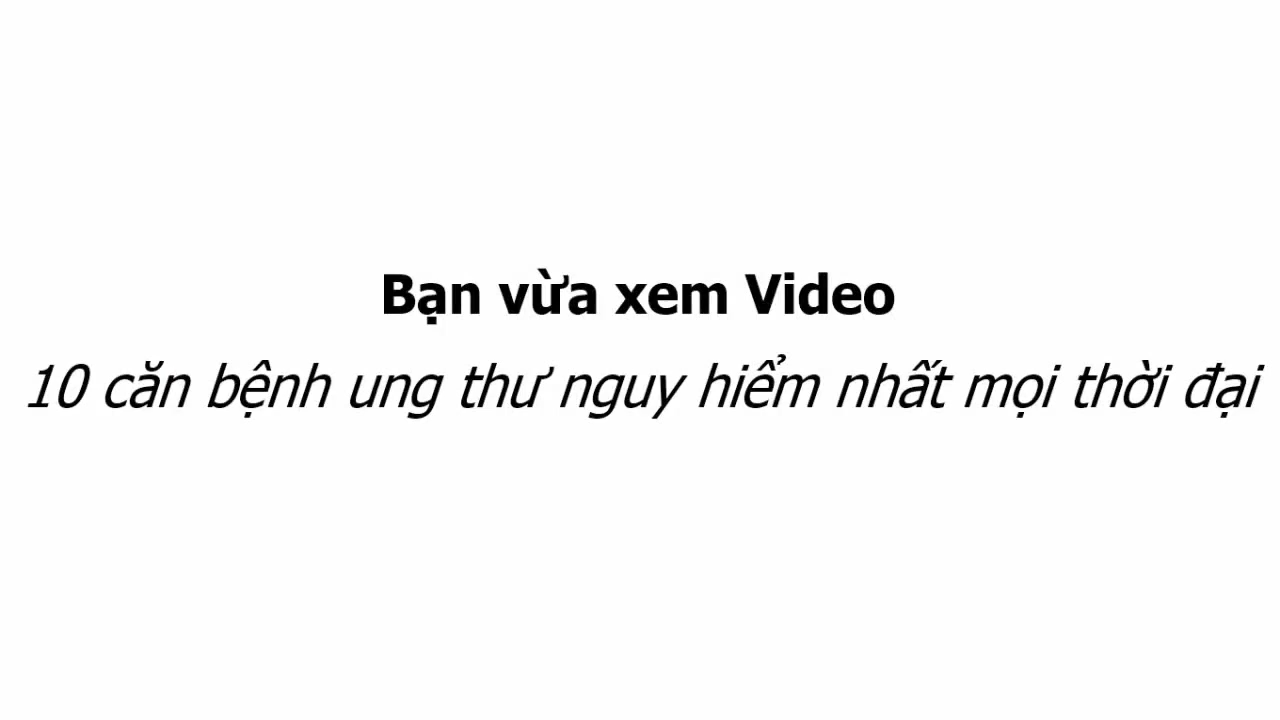 Bạn vừa xem Video
10 căn bệnh ung thư nguy hiểm nhất mọi thời đại